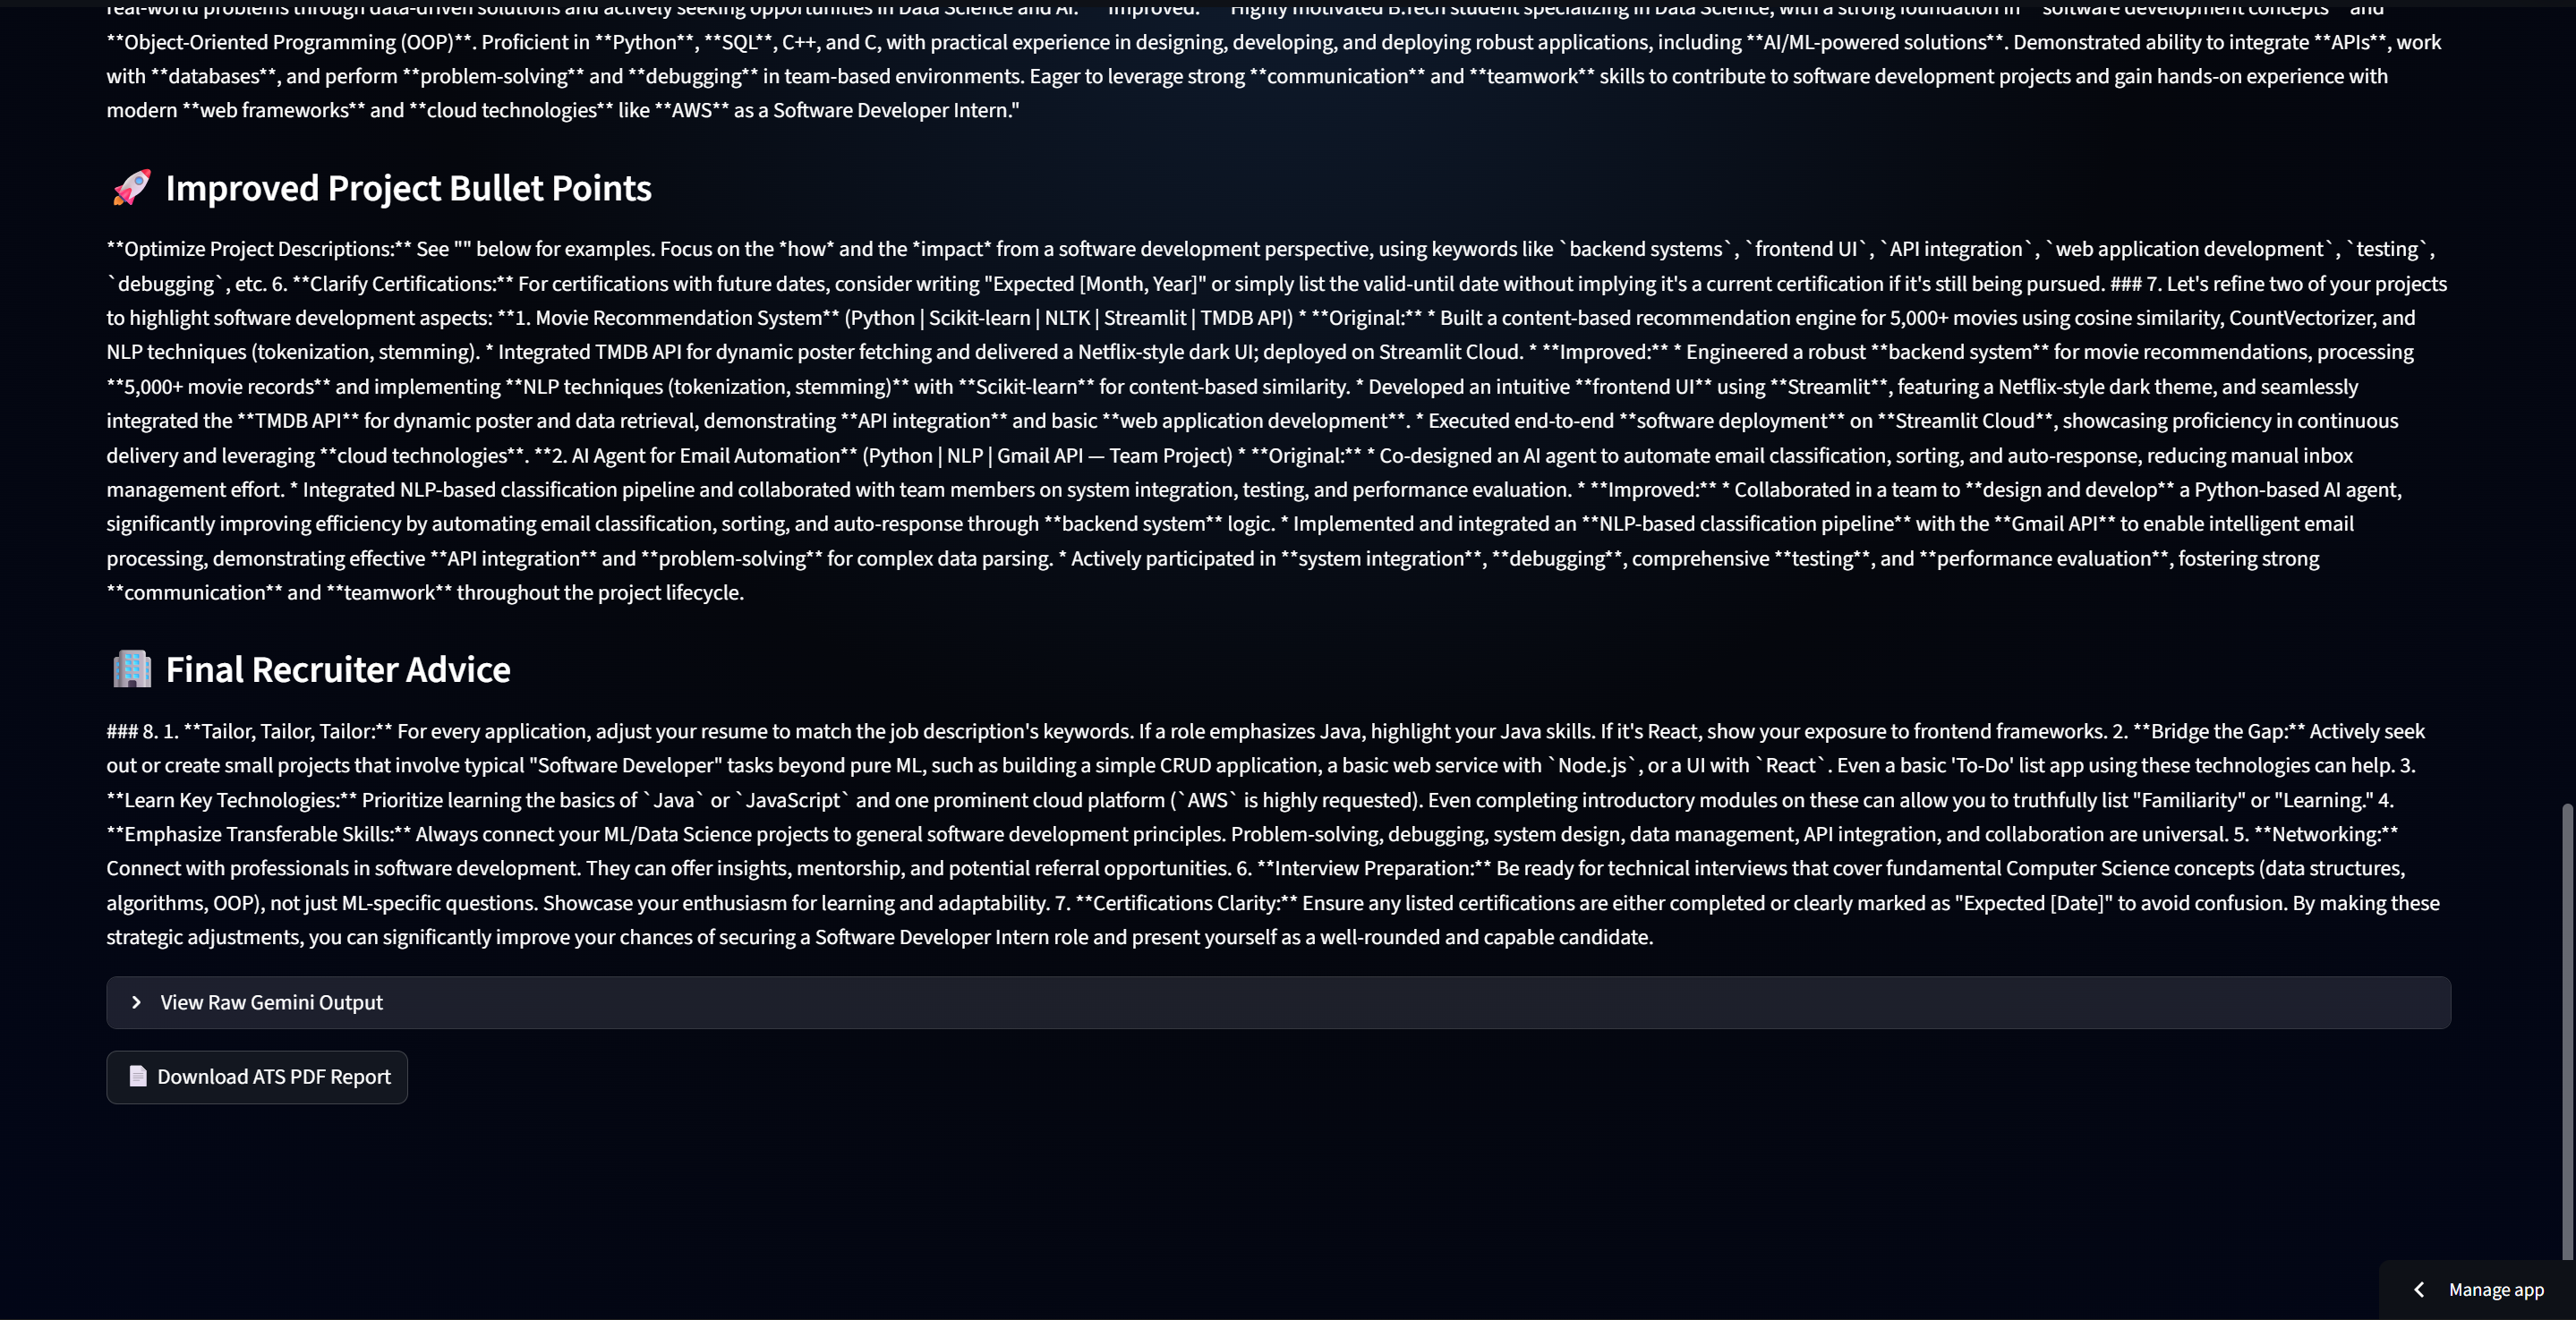 real-world problems through data-driven solutions and actively seeking opportunities in Data Science and AI. Improved: Highly motivated B.Tech student specializing in Data Science, with a strong foundation in software development concepts and
**Object-Oriented Programming (OOP)**. Proficient in **Python**, **SQL**, C++, and C, with practical experience in designing, developing, and deploying robust applications, including **AI/ML-powered solutions**. Demonstrated ability to integrate **APIs**, work
with **databases**, and perform **problem-solving** and **debugging** in team-based environments. Eager to leverage strong **communication** and **teamwork** skills to contribute to software development projects and gain hands-on experience with
modern **web frameworks** and **cloud technologies** like **AWS** as a Software Developer Intern."
🚀 Improved Project Bullet Points
**Optimize Project Descriptions:** See "" below for examples. Focus on the *how* and the *impact* from a software development perspective, using keywords like `backend systems`, `frontend UI`, `API integration`, `web application development`, `testing`,
`debugging`, etc. 6. **Clarify Certifications:** For certifications with future dates, consider writing "Expected [Month, Year]" or simply list the valid-until date without implying it's a current certification if it's still being pursued. ### 7. Let's refine two of your projects
to highlight software development aspects: **1. Movie Recommendation System** (Python | Scikit-learn | NLTK | Streamlit | TMDB API) * **Original:** * Built a content-based recommendation engine for 5,000+ movies using cosine similarity, CountVectorizer, and
NLP techniques (tokenization, stemming). * Integrated TMDB API for dynamic poster fetching and delivered a Netflix-style dark UI; deployed on Streamlit Cloud. * **Improved:** * Engineered a robust **backend system** for movie recommendations, processing
**5,000+ movie records** and implementing **NLP techniques (tokenization, stemming)** with **Scikit-learn** for content-based similarity. * Developed an intuitive **frontend UI** using **Streamlit**, featuring a Netflix-style dark theme, and seamlessly
integrated the **TMDB API** for dynamic poster and data retrieval, demonstrating **API integration** and basic **web application development**. * Executed end-to-end **software deployment** on **Streamlit Cloud**, showcasing proficiency in continuous
delivery and leveraging **cloud technologies**. **2. AI Agent for Email Automation** (Python | NLP | Gmail API — Team Project) * **Original:** * Co-designed an AI agent to automate email classification, sorting, and auto-response, reducing manual inbox
management effort. * Integrated NLP-based classification pipeline and collaborated with team members on system integration, testing, and performance evaluation. * **Improved:** * Collaborated in a team to **design and develop** a Python-based AI agent,
significantly improving efficiency by automating email classification, sorting, and auto-response through **backend system** logic. * Implemented and integrated an **NLP-based classification pipeline** with the **Gmail API** to enable intelligent email
processing, demonstrating effective **API integration** and **problem-solving** for complex data parsing. * Actively participated in **system integration**, **debugging**, comprehensive **testing**, and **performance evaluation**, fostering strong
**communication** and **teamwork** throughout the project lifecycle.
🏢 Final Recruiter Advice
### 8. 1. **Tailor, Tailor, Tailor:** For every application, adjust your resume to match the job description's keywords. If a role emphasizes Java, highlight your Java skills. If it's React, show your exposure to frontend frameworks. 2. **Bridge the Gap:** Actively seek
out or create small projects that involve typical "Software Developer" tasks beyond pure ML, such as building a simple CRUD application, a basic web service with `Node.js`, or a UI with `React`. Even a basic 'To-Do' list app using these technologies can help. 3.
**Learn Key Technologies:** Prioritize learning the basics of `Java` or `JavaScript` and one prominent cloud platform (`AWS` is highly requested). Even completing introductory modules on these can allow you to truthfully list "Familiarity" or "Learning." 4.
**Emphasize Transferable Skills:** Always connect your ML/Data Science projects to general software development principles. Problem-solving, debugging, system design, data management, API integration, and collaboration are universal. 5. **Networking:**
Connect with professionals in software development. They can offer insights, mentorship, and potential referral opportunities. 6. **Interview Preparation:** Be ready for technical interviews that cover fundamental Computer Science concepts (data structures,
algorithms, OOP), not just ML-specific questions. Showcase your enthusiasm for learning and adaptability. 7. **Certifications Clarity:** Ensure any listed certifications are either completed or clearly marked as "Expected [Date]" to avoid confusion. By making these
strategic adjustments, you can significantly improve your chances of securing a Software Developer Intern role and present yourself as a well-rounded and capable candidate.
View Raw Gemini Output
Download ATS PDF Report
Manage app